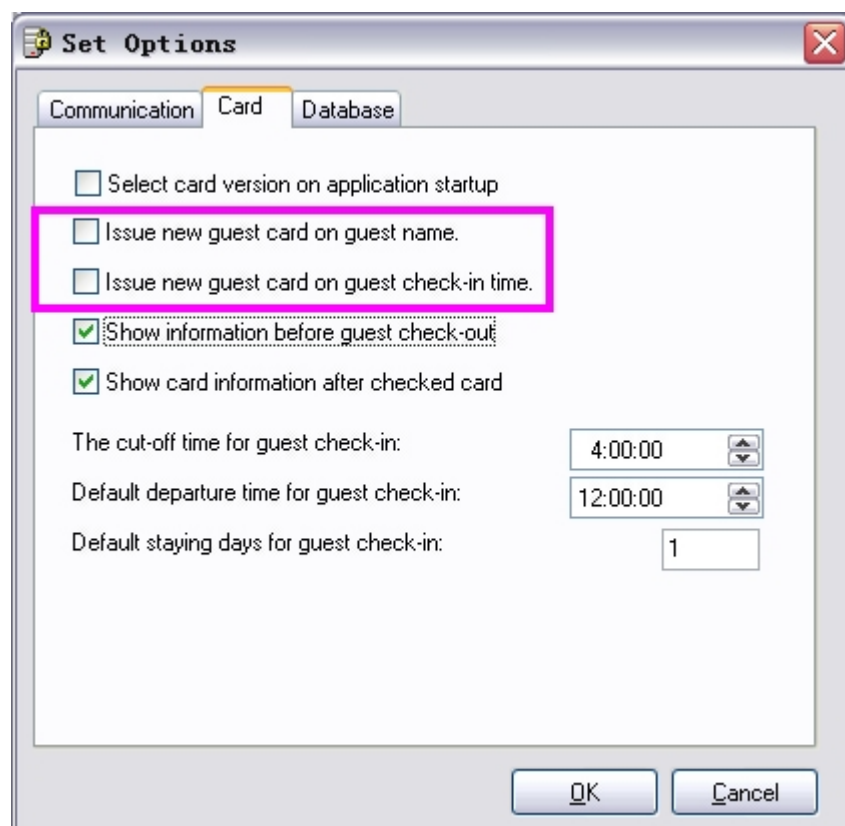 Set Options
Communication Card Database
Select card version on application startup
Issue new guest card on guest name.
Issue new guest card on guest check-in time.
Show information before guest check-out
Show card information after checked card
The cut-off time for guest check-in: 4:00:00
Default departure time for guest check-in: 12:00:00
Default staying days for guest check-in: 1
OK Cancel